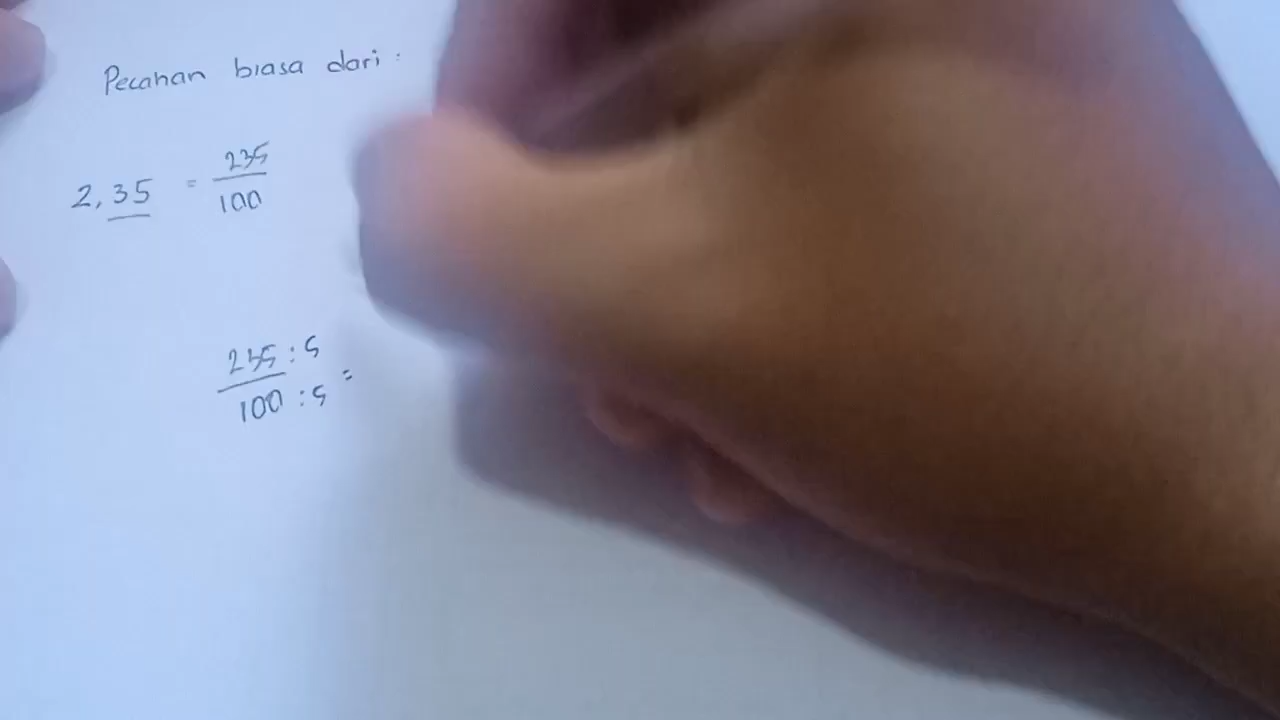 Pecahan biasa dari :
2,35 = 235/100
235 : 5 / 100 : 5 =